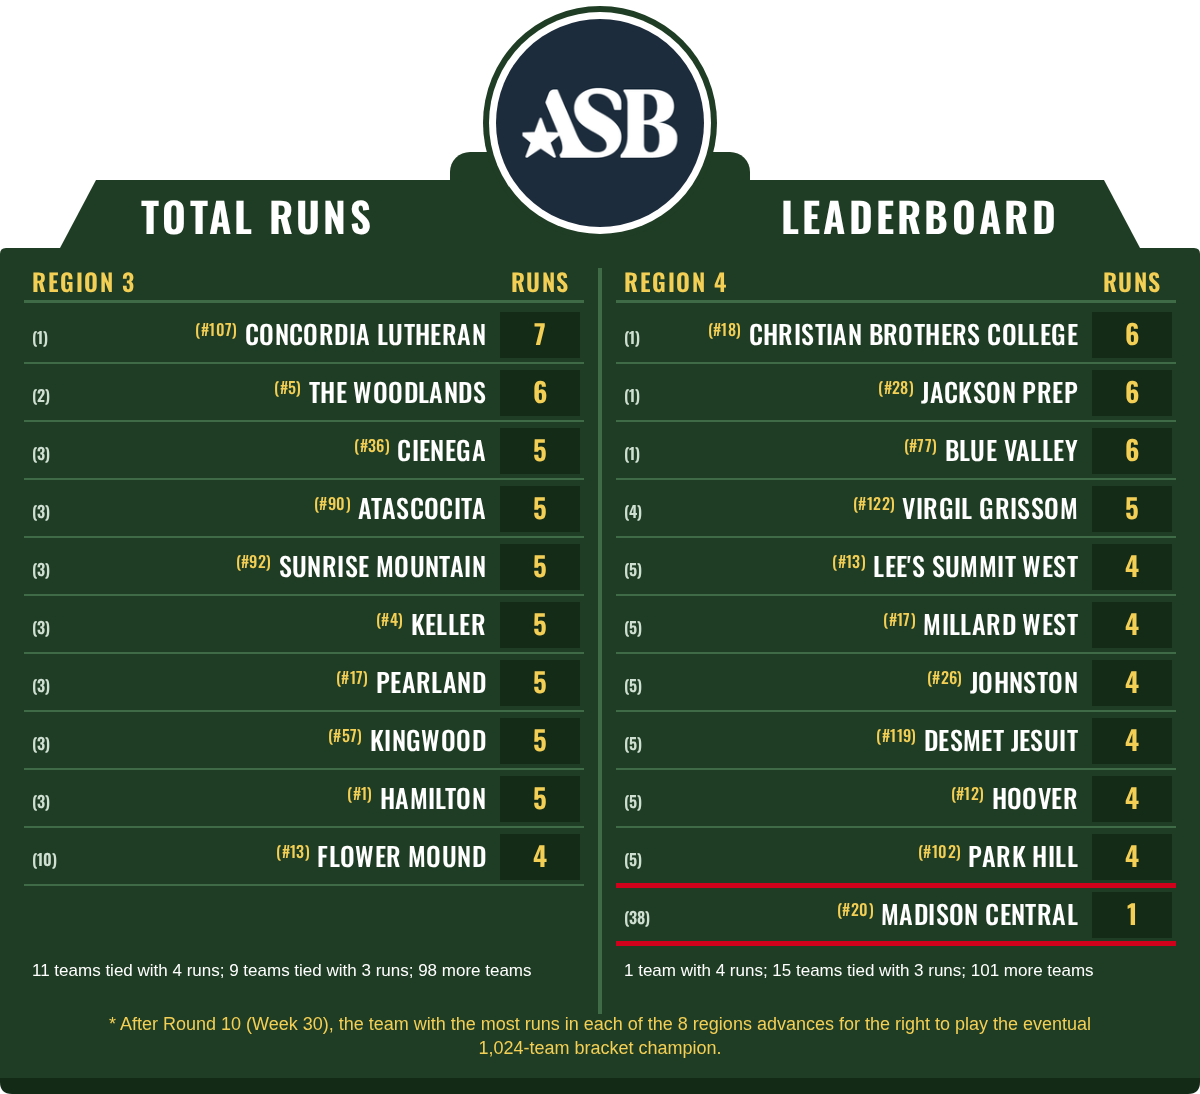 ASB
TOTAL RUNS
LEADERBOARD
REGION 3 RUNS
(1) (#107) CONCORDIA LUTHERAN 7
(2) (#5) THE WOODLANDS 6
(3) (#36) CIENEGA 5
(3) (#90) ATASCOCITA 5
(3) (#92) SUNRISE MOUNTAIN 5
(3) (#4) KELLER 5
(3) (#17) PEARLAND 5
(3) (#57) KINGWOOD 5
(3) (#1) HAMILTON 5
(10) (#13) FLOWER MOUND 4
11 teams tied with 4 runs; 9 teams tied with 3 runs; 98 more teams
REGION 4 RUNS
(1) (#18) CHRISTIAN BROTHERS COLLEGE 6
(1) (#28) JACKSON PREP 6
(1) (#77) BLUE VALLEY 6
(4) (#122) VIRGIL GRISSOM 5
(5) (#13) LEE'S SUMMIT WEST 4
(5) (#17) MILLARD WEST 4
(5) (#26) JOHNSTON 4
(5) (#119) DESMET JESUIT 4
(5) (#12) HOOVER 4
(5) (#102) PARK HILL 4
(38) (#20) MADISON CENTRAL 1
1 team with 4 runs; 15 teams tied with 3 runs; 101 more teams
* After Round 10 (Week 30), the team with the most runs in each of the 8 regions advances for the right to play the eventual
1,024-team bracket champion.